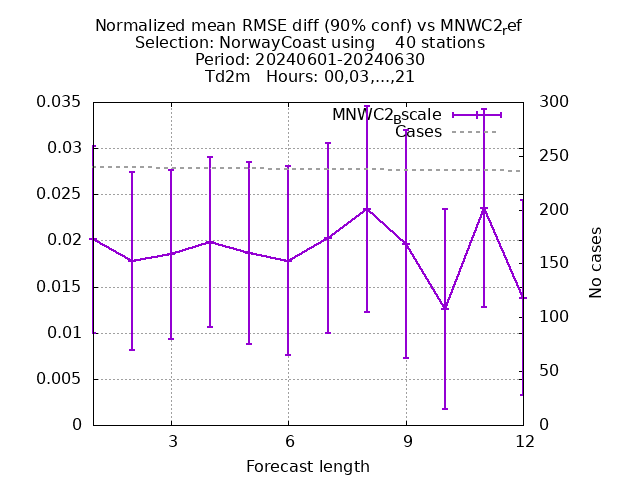 Normalized mean RMSE diff (90% conf) vs MNWC2ref
Selection: NorwayCoast using 40 stations
Period: 20240601-20240630
Td2m Hours: 00,03,...,21
MNWC2Bscale
Cases
0.035
0.03
0.025
0.02
0.015
0.01
0.005
0
300
250
200
150
100
50
0
No cases
3 6 9 12
Forecast length